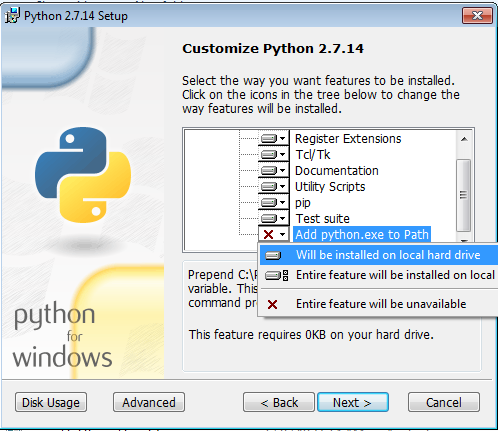 Python 2.7.14 Setup
Customize Python 2.7.14
Select the way you want features to be installed.
Click on the icons in the tree below to change the
way features will be installed.
Register Extensions
Tcl/Tk
Documentation
Utility Scripts
pip
Test suite
Add python.exe to Path
Will be installed on local hard drive
Entire feature will be installed on local
Entire feature will be unavailable
Prepend C:\
variable. This
command pr
This feature requires 0KB on your hard drive.
python
for
windows
Disk Usage
Advanced
< Back
Next >
Cancel